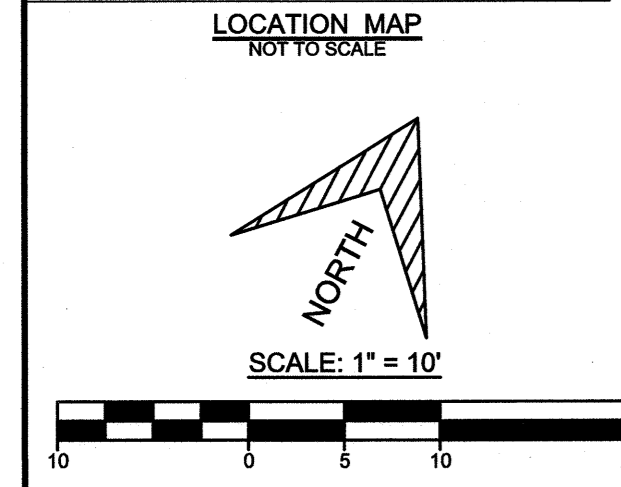 LOCATION MAP
NOT TO SCALE
NORTH
SCALE: 1" = 10'
10 0 5 10